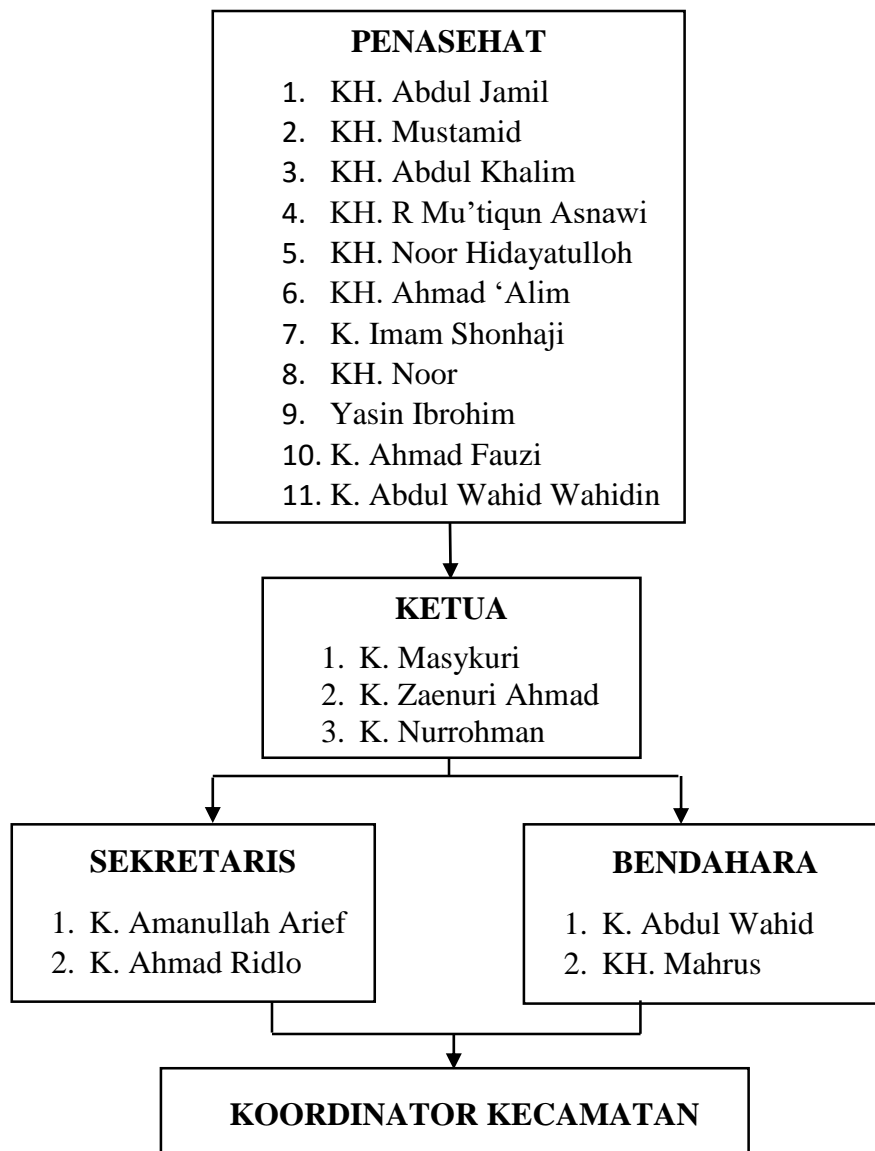 PENASEHAT
1. KH. Abdul Jamil
2. KH. Mustamid
3. KH. Abdul Khalim
4. KH. R Mu’tiqun Asnawi
5. KH. Noor Hidayatulloh
6. KH. Ahmad ‘Alim
7. K. Imam Shonhaji
8. KH. Noor
9. Yasin Ibrohim
10. K. Ahmad Fauzi
11. K. Abdul Wahid Wahidin
KETUA
1. K. Masykuri
2. K. Zaenuri Ahmad
3. K. Nurrohman
SEKRETARIS
1. K. Amanullah Arief
2. K. Ahmad Ridlo
BENDAHARA
1. K. Abdul Wahid
2. KH. Mahrus
KOORDINATOR KECAMATAN